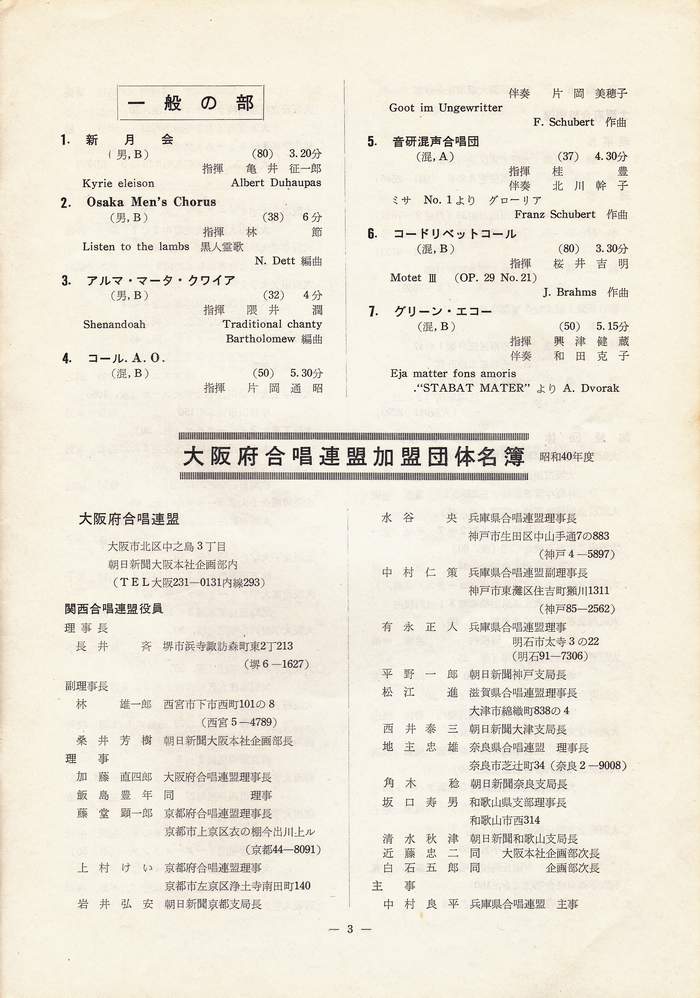 一般の部
1. 新月会
(男,B) (80) 3.20分
指揮 亀井征一郎
Kyrie eleison Albert Duhaupas
2. Osaka Men's Chorus
(男,B) (38) 6分
指揮 林 節
Listen to the lambs 黒人霊歌
N. Dett 編曲
3. アルマ・マータ・クワイア
(男,B) (32) 4分
指揮 隈井 潤
Shenandoah Traditional chanty
Bartholomew 編曲
4. コール.A.O.
(混,B) (50) 5.30分
指揮 片岡通昭
伴奏 片岡美穂子
Goot im Ungewritter
F. Schubert 作曲
5. 音研混声合唱団
(混,A) (37) 4.30分
指揮 桂 豊
伴奏 北川幹子
ミサ No.1より グローリア
Franz Schubert 作曲
6. コードリベットコール
(混,B) (80) 3.30分
指揮 桜井吉明
Motet Ⅲ (OP. 29 No.21)
J. Brahms 作曲
7. グリーン・エコー
(混,B) (50) 5.15分
指揮 興津健蔵
伴奏 和田克子
Eja matter fons amoris
."STABAT MATER" より A. Dvorak
大阪府合唱連盟加盟団体名簿 昭和40年度
大阪府合唱連盟
大阪市北区中之島3丁目
朝日新聞大阪本社企画部内
(TEL大阪231―0131内線293)
関西合唱連盟役員
理事長
長井 斉 堺市浜寺諏訪森町東2丁213
(堺6―1627)
副理事長
林 雄一郎 西宮市下市西町101の8
(西宮5―4789)
桑井芳樹 朝日新聞大阪本社企画部長
理事
加藤直四郎 大阪府合唱連盟理事長
飯島豊年 同 理事
藤堂顕一郎 京都府合唱連盟理事長
京都市上京区衣の棚今出川上ル
(京都44―8091)
上村けい 京都府合唱連盟理事
京都市左京区浄土寺南田町140
岩井弘安 朝日新聞京都支局長
水谷 央 兵庫県合唱連盟理事長
神戸市生田区中山手通7の883
(神戸4―5897)
中村仁策 兵庫県合唱連盟副理事長
神戸市東灘区住吉町獺川1311
(神戸85―2562)
有永正人 兵庫県合唱連盟理事
明石市太寺3の22
(明石91―7306)
平野一郎 朝日新聞神戸支局長
松江 進 滋賀県合唱連盟理事長
大津市綿織町838の4
西井泰三 朝日新聞大津支局長
地主忠雄 奈良県合唱連盟 理事長
奈良市芝辻町34(奈良2―9008)
角木 稔 朝日新聞奈良支局長
坂口寿男 和歌山県支部理事長
和歌山市西314
清水秋津 朝日新聞和歌山支局長
近藤忠二 同 大阪本社企画部次長
白石五郎 同 企画部次長
主事
中村良平 兵庫県合唱連盟 主事
― 3 ―